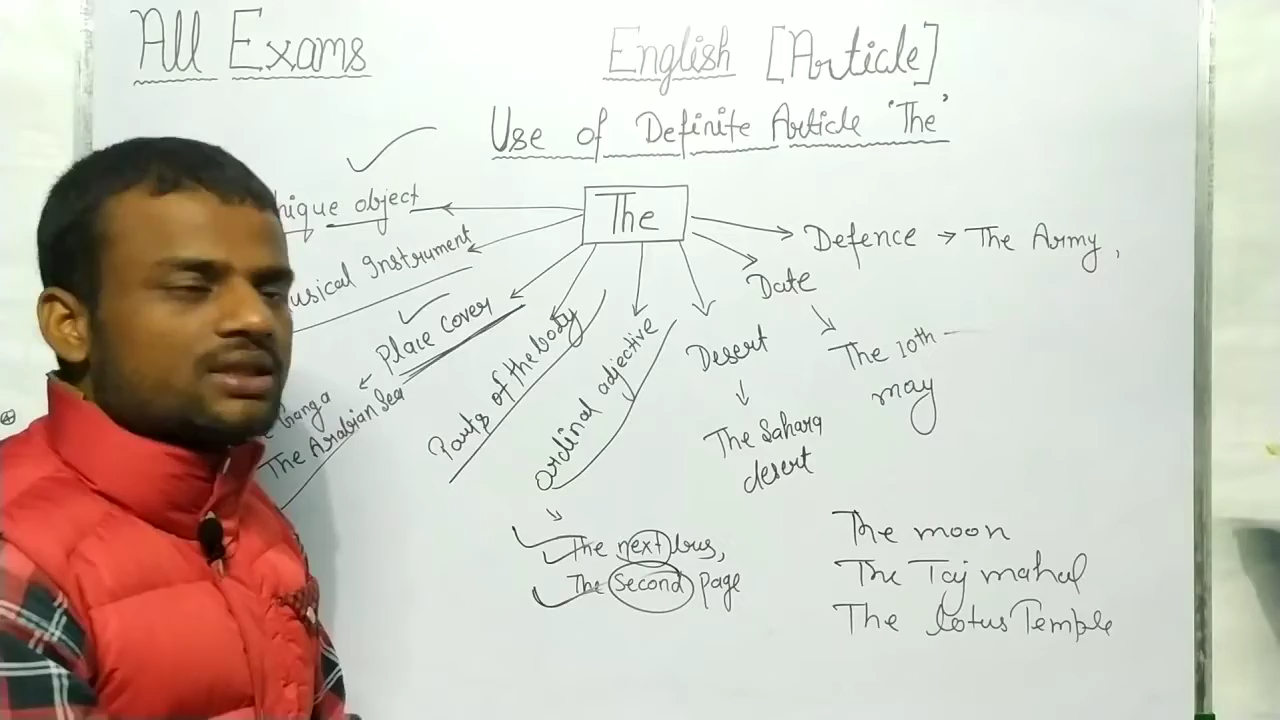 All Exams
English [Article]
Use of Definite Article 'The'
The
nique object
usical Instrument
Place Cover
Ganga
The Arabian Sea
Parts of the body
ordinal adjective
The next bus,
The Second page
Desert
The Sahara
desert
Date
The 10th
may
Defence → The Army,
The moon
The Taj mahal
The lotus Temple